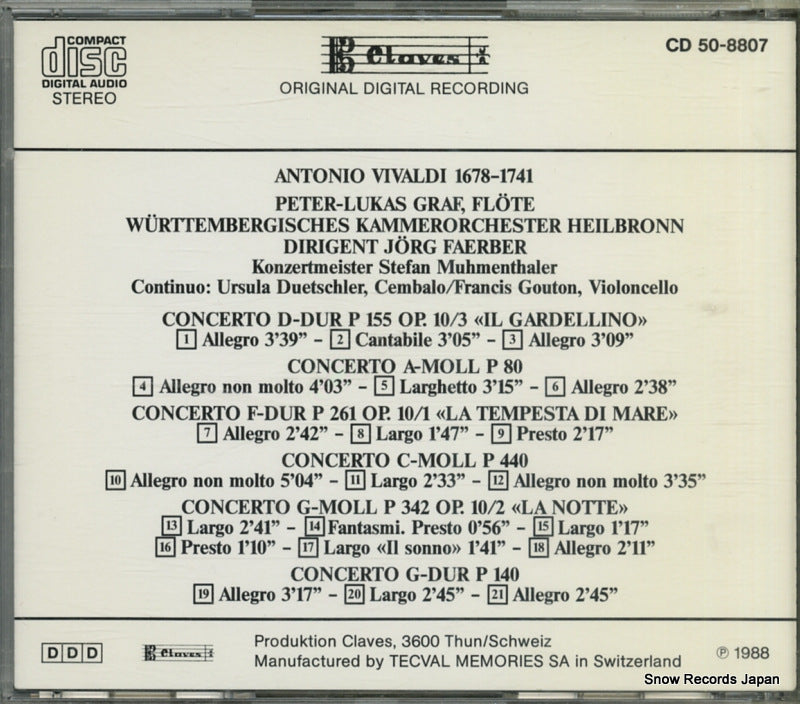 COMPACT
disc
DIGITAL AUDIO
STEREO
Claves
ORIGINAL DIGITAL RECORDING
CD 50-8807
ANTONIO VIVALDI 1678–1741
PETER-LUKAS GRAF, FLÖTE
WÜRTTEMBERGISCHES KAMMERORCHESTER HEILBRONN
DIRIGENT JÖRG FAERBER
Konzertmeister Stefan Muhmenthaler
Continuo: Ursula Duetschler, Cembalo/Francis Gouton, Violoncello
CONCERTO D-DUR P 155 OP. 10/3 «IL GARDELLINO»
1 Allegro 3’39” – 2 Cantabile 3’05” – 3 Allegro 3’09”
CONCERTO A-MOLL P 80
4 Allegro non molto 4’03” – 5 Larghetto 3’15” – 6 Allegro 2’38”
CONCERTO F-DUR P 261 OP. 10/1 «LA TEMPESTA DI MARE»
7 Allegro 2’42” – 8 Largo 1’47” – 9 Presto 2’17”
CONCERTO C-MOLL P 440
10 Allegro non molto 5’04” – 11 Largo 2’33” – 12 Allegro non molto 3’35”
CONCERTO G-MOLL P 342 OP. 10/2 «LA NOTTE»
13 Largo 2’41” – 14 Fantasmi. Presto 0’56” – 15 Largo 1’17”
16 Presto 1’10” – 17 Largo «Il sonno» 1’41” – 18 Allegro 2’11”
CONCERTO G-DUR P 140
19 Allegro 3’17” – 20 Largo 2’45” – 21 Allegro 2’45”
DDD
Claves
Produktion Claves, 3600 Thun/Schweiz
Manufactured by TECVAL MEMORIES SA in Switzerland
℗ 1988
Snow Records Japan